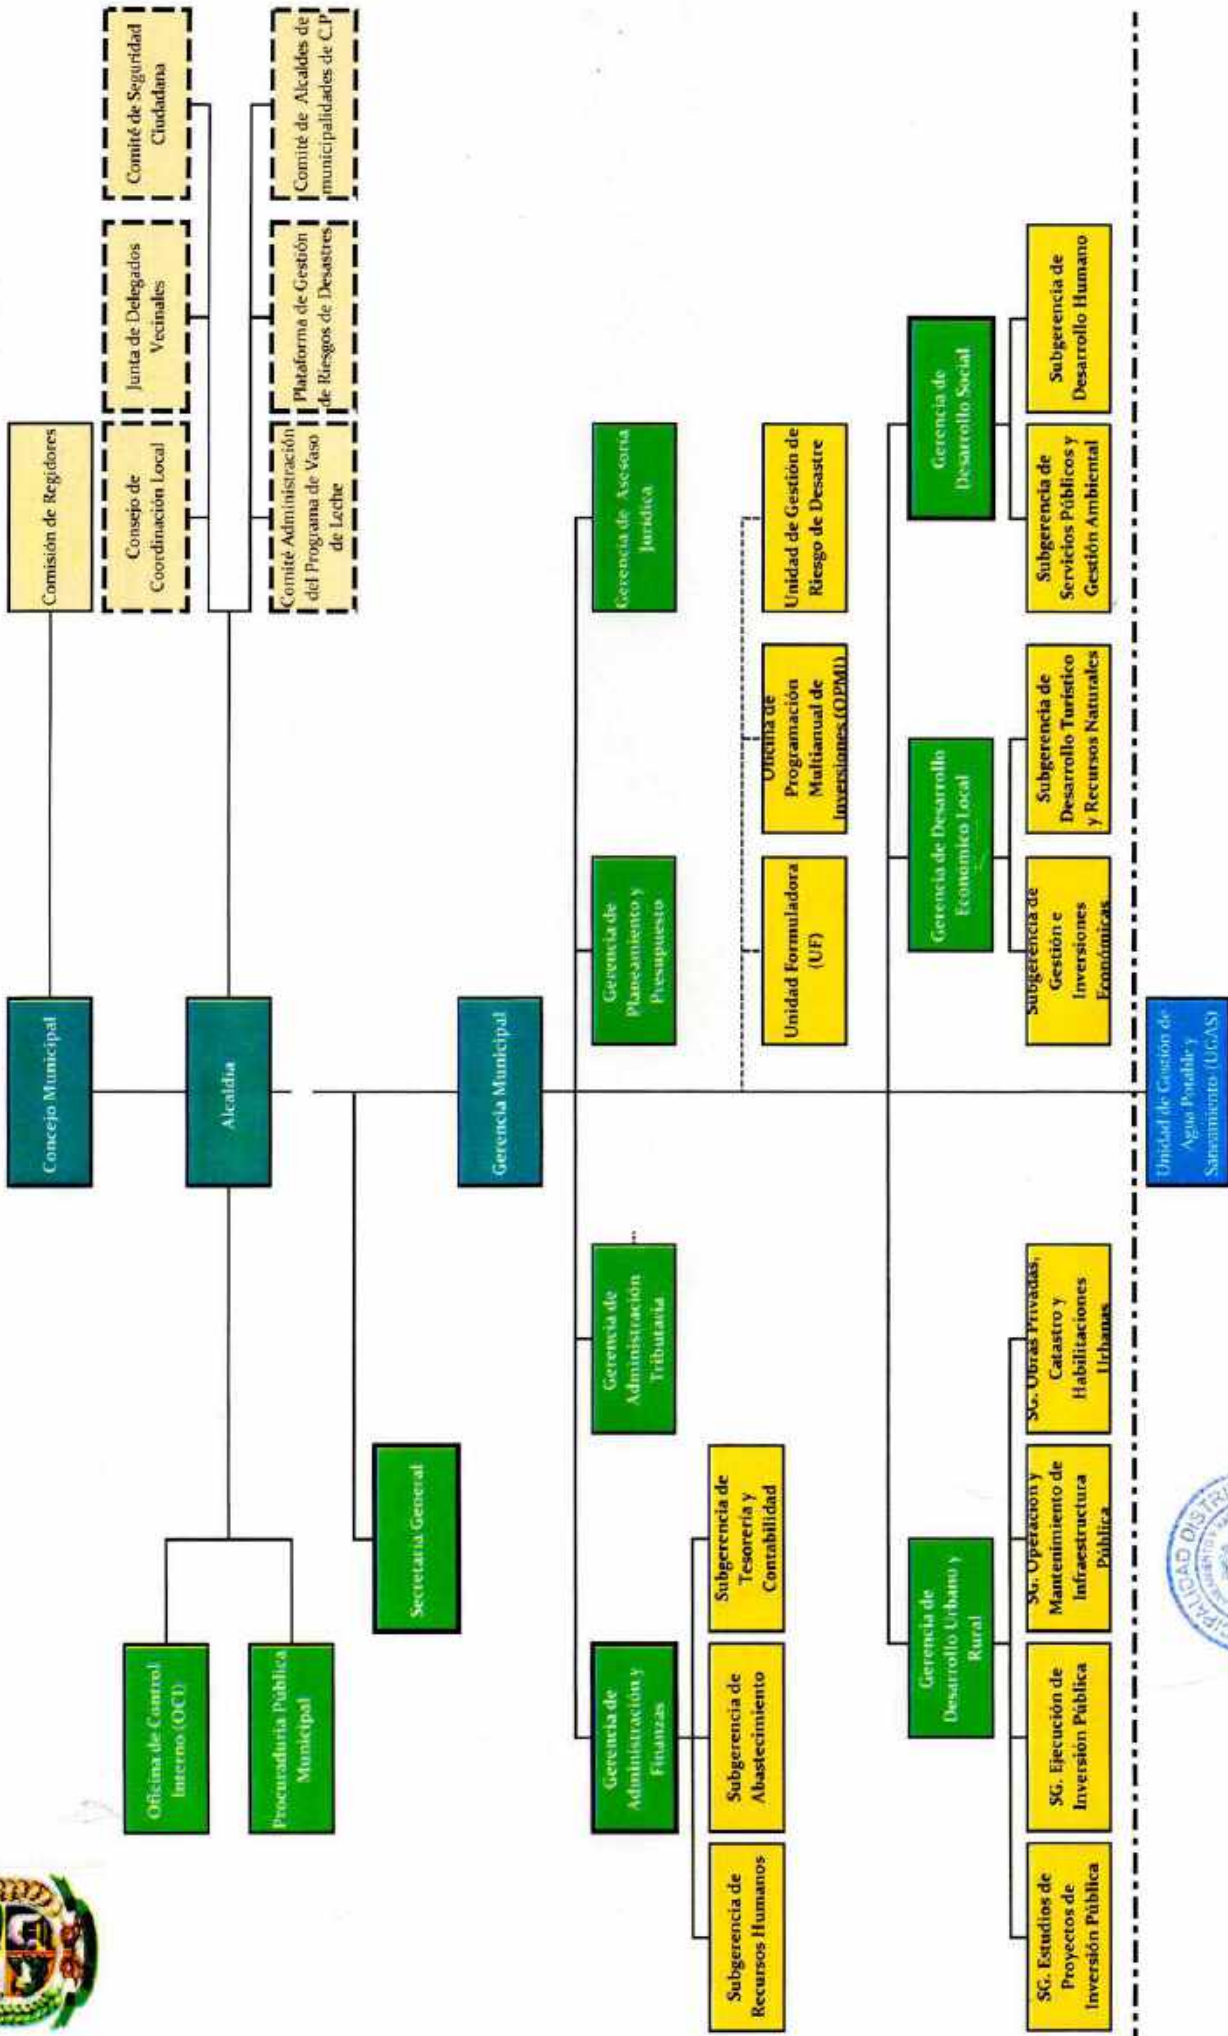 Concejo Municipal
Comisión de Regidores
Oficina de Control
Interno (OCI)
Procuraduría Pública
Municipal
Alcaldía
Consejo de
Coordinación Local
Junta de Delegados
Vecinales
Comité de Seguridad
Ciudadana
Comité Administración
del Programa de Vaso
de Leche
Plataforma de Gestión
de Riesgos de Desastres
Comité de Alcaldes de
municipalidades de C.P
Secretaria General
Gerencia Municipal
Gerencia de
Administración y
Finanzas
Gerencia de
Administración
Tributaria
...
Gerencia de
Planeamiento y
Presupuesto
Gerencia de Asesoría
Jurídica
Subgerencia de
Recursos Humanos
Subgerencia de
Abastecimiento
Subgerencia de
Tesorería y
Contabilidad
Unidad Formuladora
(UF)
Oficina de
Programación
Multianual de
Inversiones (OPMI)
Unidad de Gestión de
Riesgo de Desastre
Gerencia de
Desarrollo Urbano y
Rural
Gerencia de Desarrollo
Económico Local
Gerencia de
Desarrollo Social
SG. Estudios de
Proyectos de
Inversión Pública
SG. Ejecución de
Inversión Pública
SG. Operación y
Mantenimiento de
Infraestructura
Pública
SG. Obras Privadas,
Catastro y
Habilitaciones
Urbanas
Subgerencia de
Gestión e
Inversiones
Económicas
Subgerencia de
Desarrollo Turístico
y Recursos Naturales
Subgerencia de
Servicios Públicos y
Gestión Ambiental
Subgerencia de
Desarrollo Humano
Unidad de Gestión de
Agua Potable y
Saneamiento (UGAS)